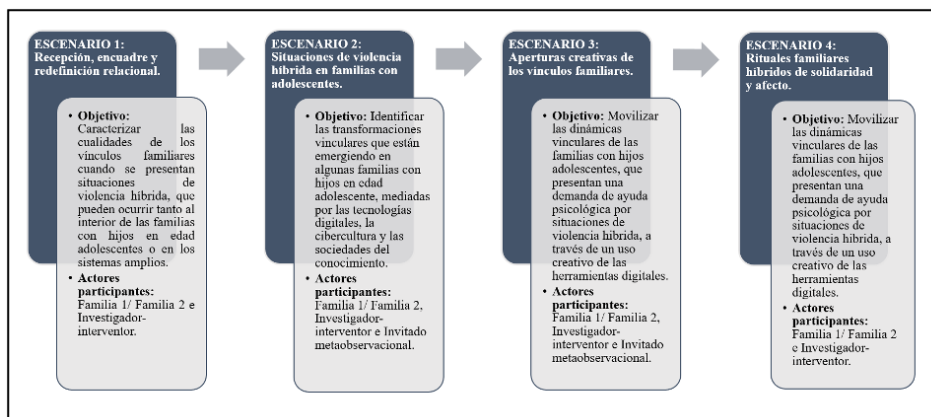 ESCENARIO 1:
Recepción, encuadre y
redefinición relacional.
• Objetivo:
Caracterizar las
cualidades de los
vínculos familiares
cuando se presentan
situaciones de
violencia híbrida, que
pueden ocurrir tanto al
interior de las familias
con hijos en edad
adolescentes o en los
sistemas amplios.
• Actores
participantes:
Familia 1/ Familia 2 e
Investigador-
interventor.
ESCENARIO 2:
Situaciones de violencia
híbrida en familias con
adolescentes.
• Objetivo: Identificar
las transformaciones
vinculares que están
emergiendo en
algunas familias con
hijos en edad
adolescente, mediadas
por las tecnologías
digitales, la
cibercultura y las
sociedades del
conocimiento.
• Actores
participantes:
Familia 1/ Familia 2,
Investigador-
interventor e Invitado
metaobservacional.
ESCENARIO 3:
Aperturas creativas de
los vínculos familiares.
• Objetivo: Movilizar
las dinámicas
vinculares de las
familias con hijos
adolescentes, que
presentan una
demanda de ayuda
psicológica por
situaciones de
violencia hibrida, a
través de un uso
creativo de las
herramientas digitales.
• Actores
participantes:
Familia 1/ Familia 2,
Investigador-
interventor e Invitado
metaobservacional.
ESCENARIO 4:
Rituales familiares
híbridos de solidaridad
y afecto.
• Objetivo: Movilizar
las dinámicas
vinculares de las
familias con hijos
adolescentes, que
presentan una
demanda de ayuda
psicológica por
situaciones de
violencia hibrida, a
través de un uso
creativo de las
herramientas
digitales.
• Actores
participantes:
Familia 1/ Familia 2
e Investigador-
interventor.